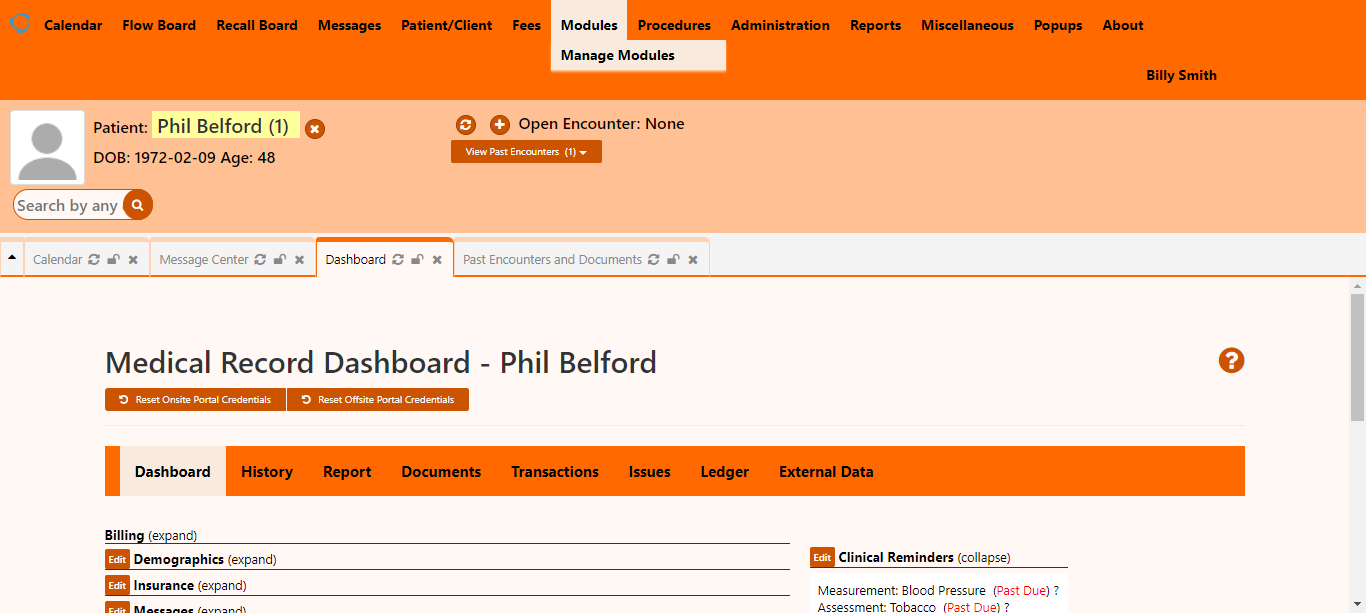 Calendar Flow Board Recall Board Messages Patient/Client Fees Modules Procedures Administration Reports Miscellaneous Popups About
Manage Modules
Billy Smith
Patient: Phil Belford (1)
DOB: 1972-02-09 Age: 48
Search by any
Open Encounter: None
View Past Encounters (1)
Calendar Message Center Dashboard Past Encounters and Documents
Medical Record Dashboard - Phil Belford
?
Reset Onsite Portal Credentials Reset Offsite Portal Credentials
Dashboard History Report Documents Transactions Issues Ledger External Data
Billing (expand)
Edit Demographics (expand)
Edit Insurance (expand)
Edit Messages (expand)
Edit Clinical Reminders (collapse)
Measurement: Blood Pressure (Past Due) ?
Assessment: Tobacco (Past Due) ?